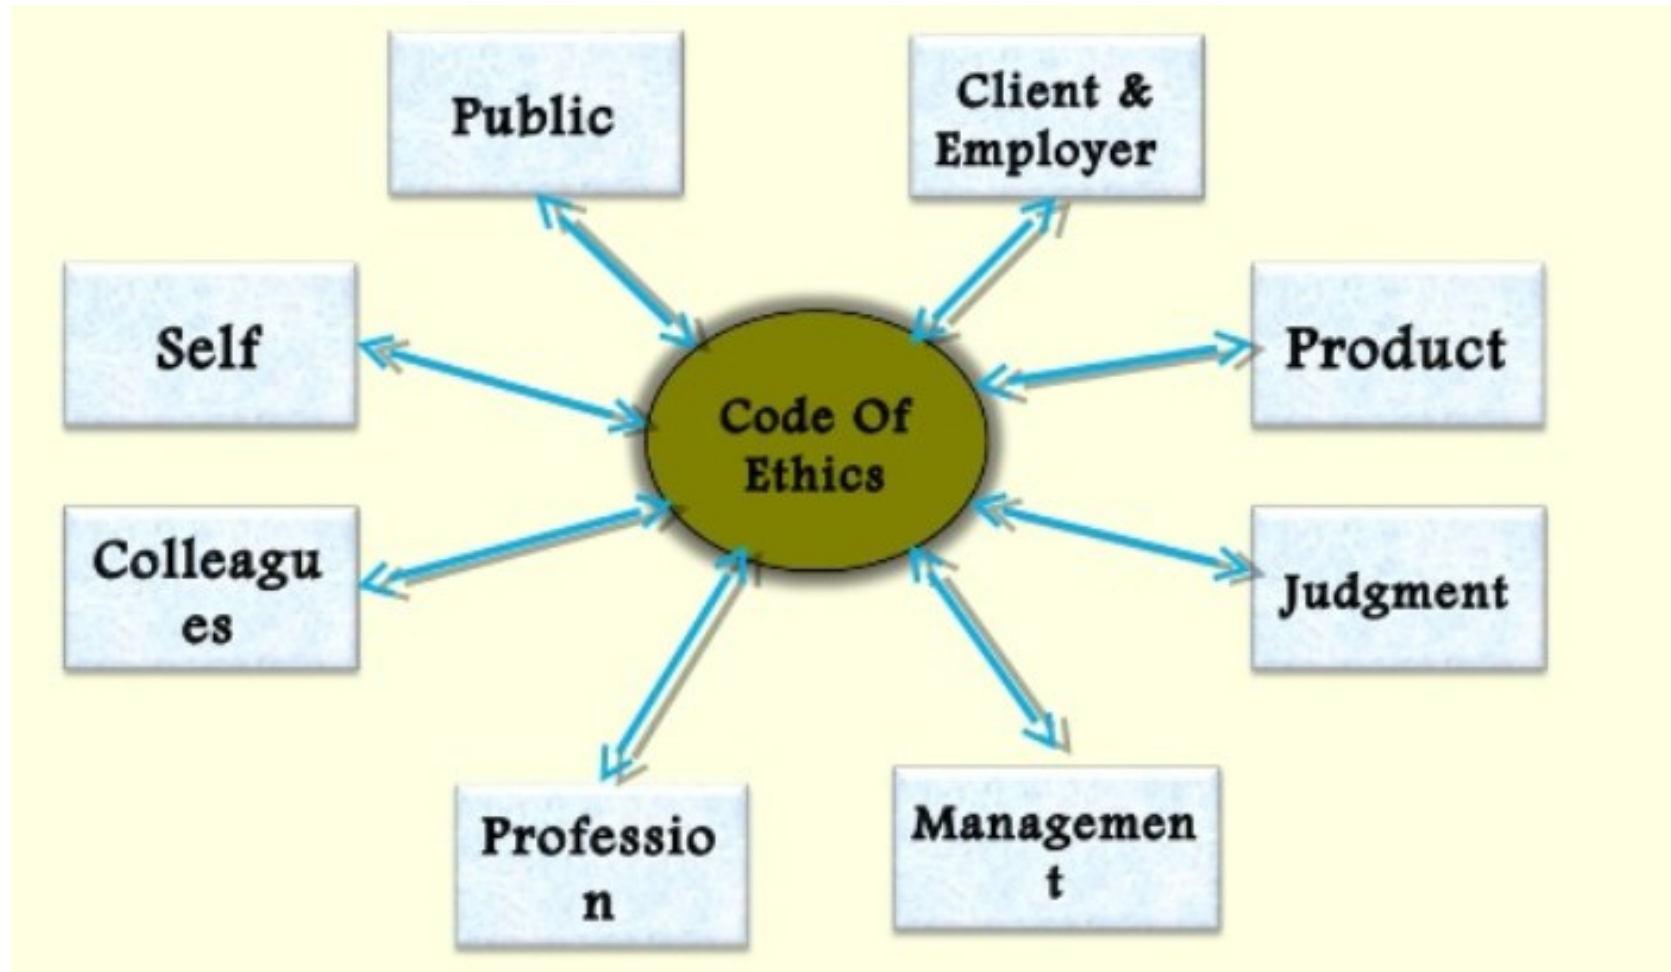 Public
Client &
Employer
Self
Product
Code Of
Ethics
Colleagu
es
Judgment
Professio
n
Managemen
t